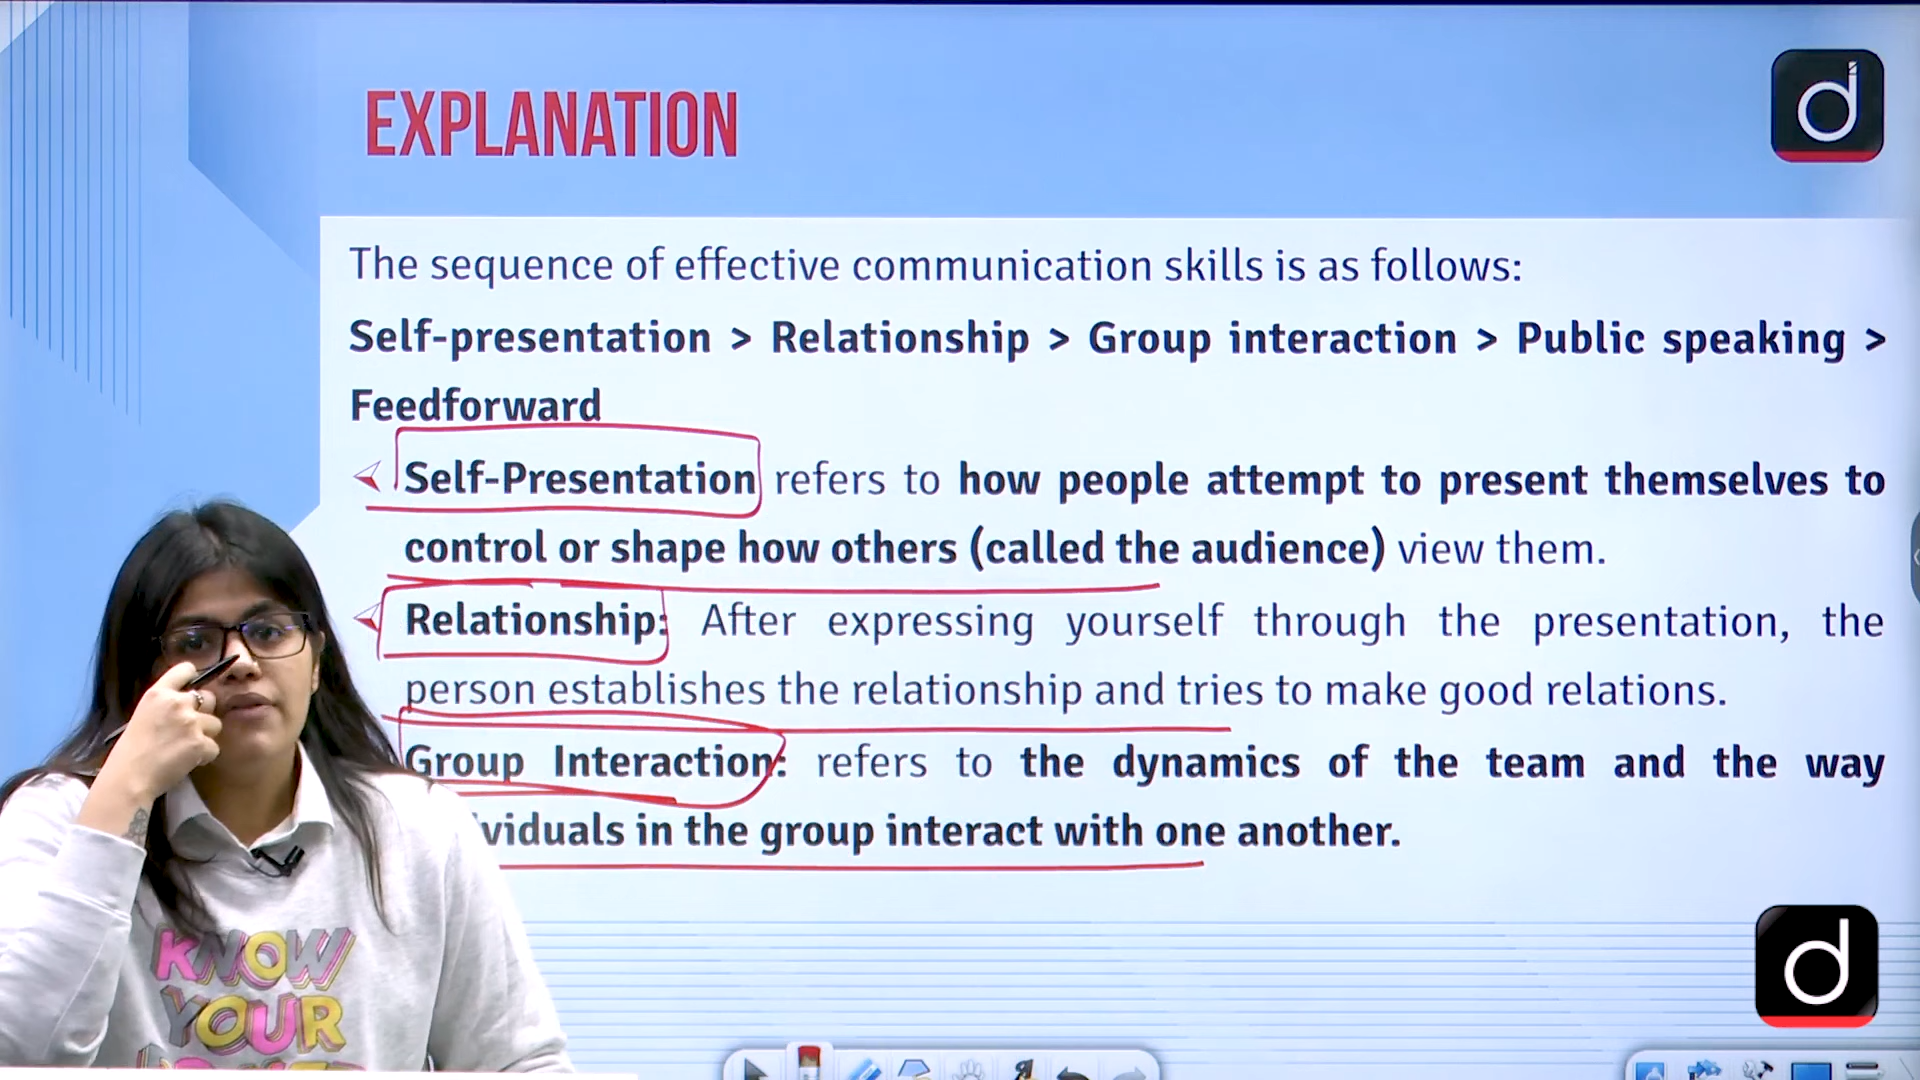 EXPLANATION
d
The sequence of effective communication skills is as follows:
Self-presentation > Relationship > Group interaction > Public speaking >
Feedforward
Self-Presentation refers to how people attempt to present themselves to
control or shape how others (called the audience) view them.
Relationship: After expressing yourself through the presentation, the
person establishes the relationship and tries to make good relations.
Group Interaction: refers to the dynamics of the team and the way
viduals in the group interact with one another.
KNOW
YOUR
d